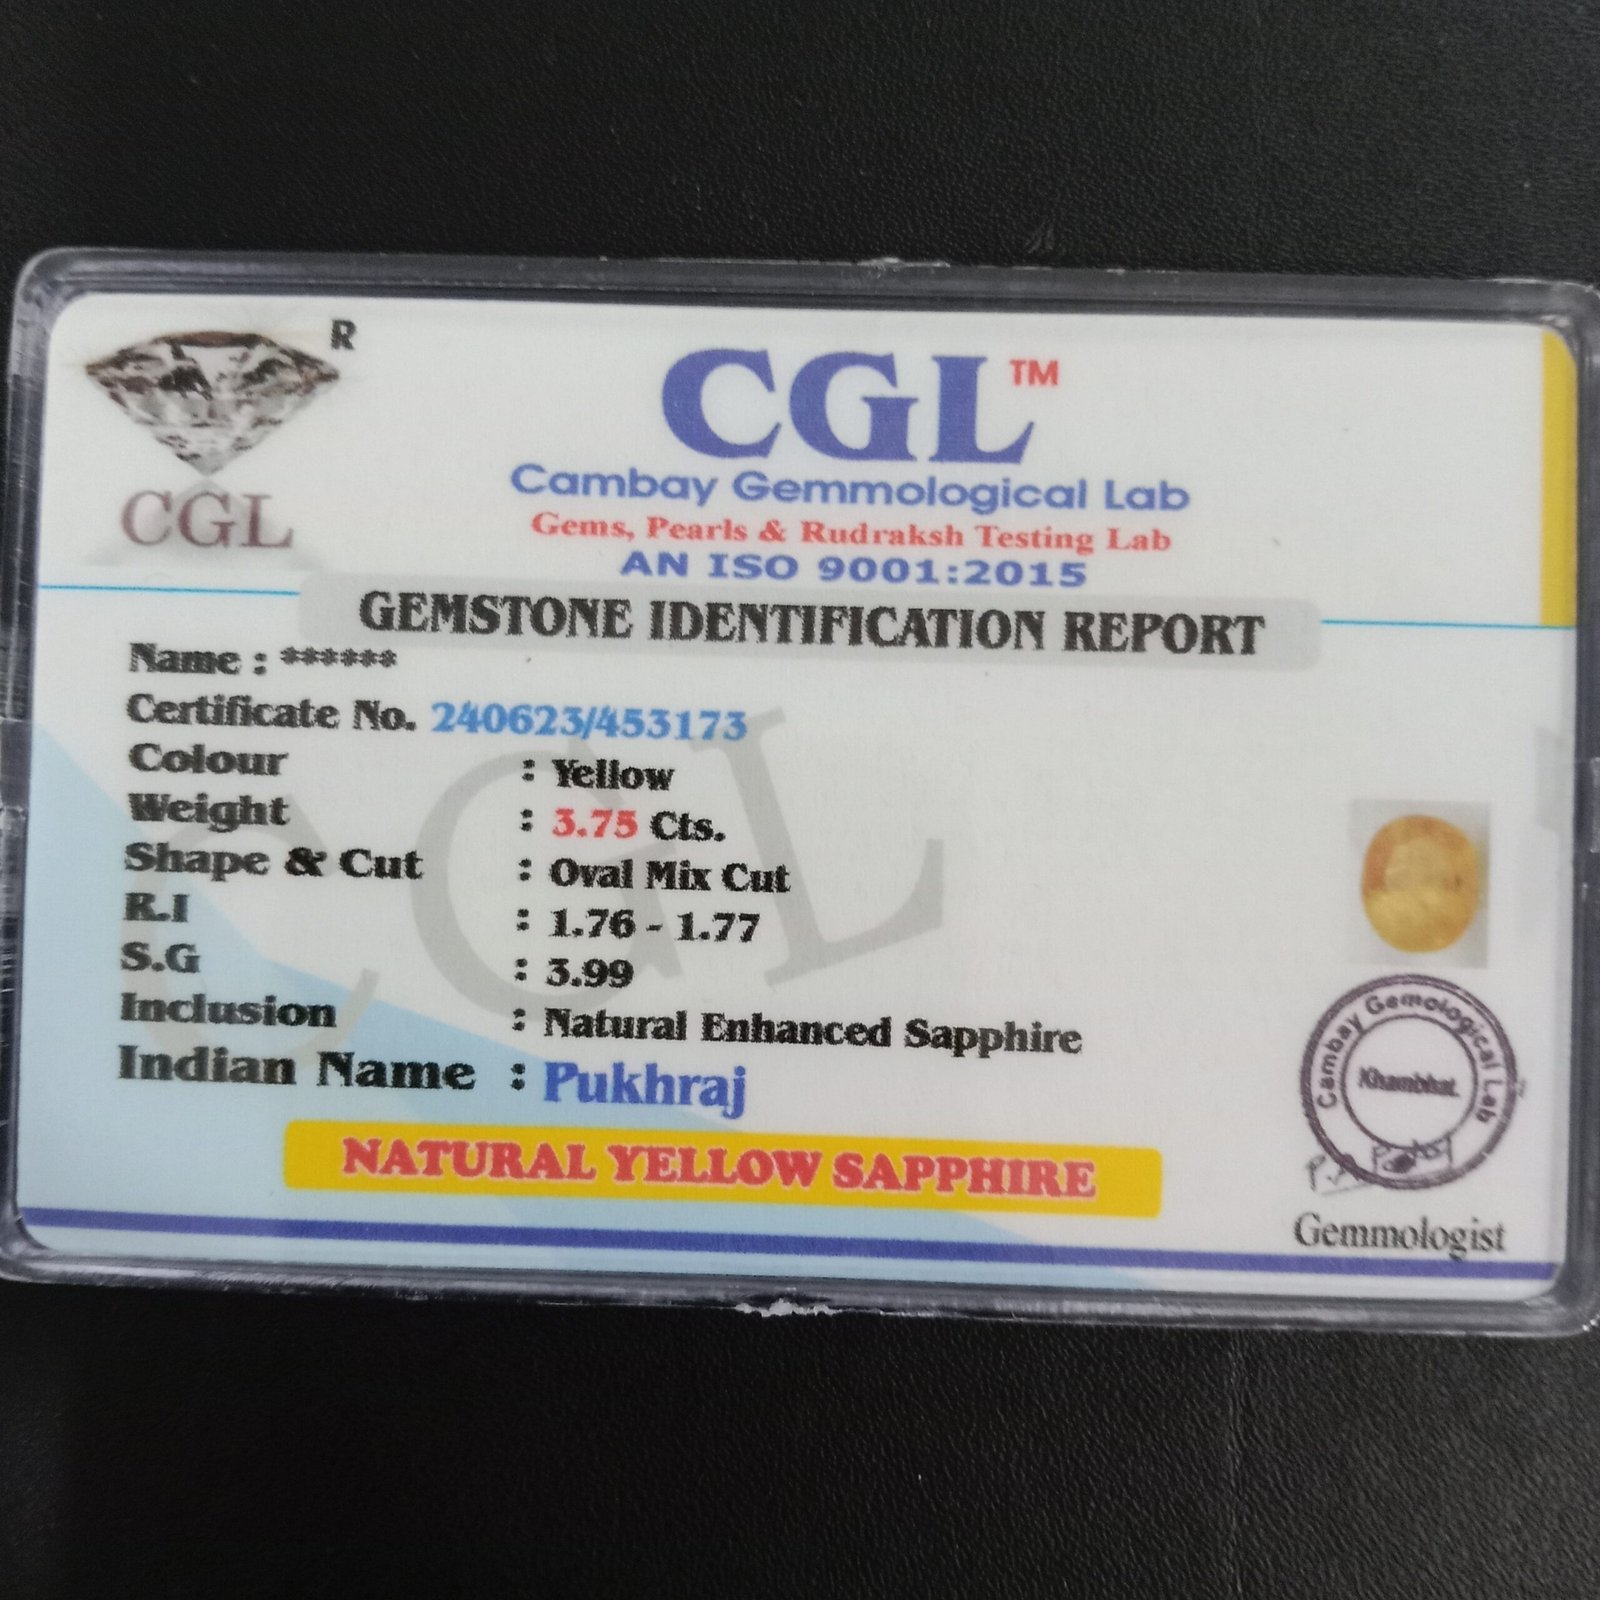 R
CGL
CGL™
Cambay Gemmological Lab
Gems, Pearls & Rudraksh Testing Lab
AN ISO 9001:2015
GEMSTONE IDENTIFICATION REPORT
Name : ******
Certificate No. 240623/453173
Colour : Yellow
Weight : 3.75 Cts.
Shape & Cut : Oval Mix Cut
R.I : 1.76 - 1.77
S.G : 3.99
Inclusion : Natural Enhanced Sapphire
Indian Name : Pukhraj
NATURAL YELLOW SAPPHIRE
CGL
Cambay Gemological Lab
Khambhat.
Gemmologist